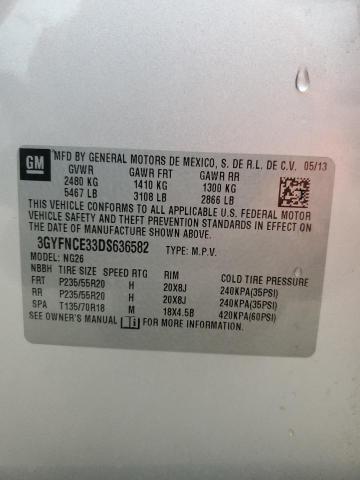 GM
MFD BY GENERAL MOTORS DE MEXICO, S. DE R.L. DE C.V. 05/13
GVWR GAWR FRT GAWR RR
2480 KG 1410 KG 1300 KG
5467 LB 3108 LB 2866 LB
THIS VEHICLE CONFORMS TO ALL APPLICABLE U.S. FEDERAL MOTOR
VEHICLE SAFETY AND THEFT PREVENTION STANDARDS IN EFFECT
ON THE DATE OF MANUFACTURE SHOWN ABOVE.
3GYFNCE33DS636582 TYPE: M.P.V.
MODEL: NG26
NBBH TIRE SIZE SPEED RTG RIM COLD TIRE PRESSURE
FRT P235/55R20 H 20X8J 240KPA(35PSI)
RR P235/55R20 H 20X8J 240KPA(35PSI)
SPA T135/70R18 M 18X4.5B 420KPA(60PSI)
SEE OWNER'S MANUAL FOR MORE INFORMATION.